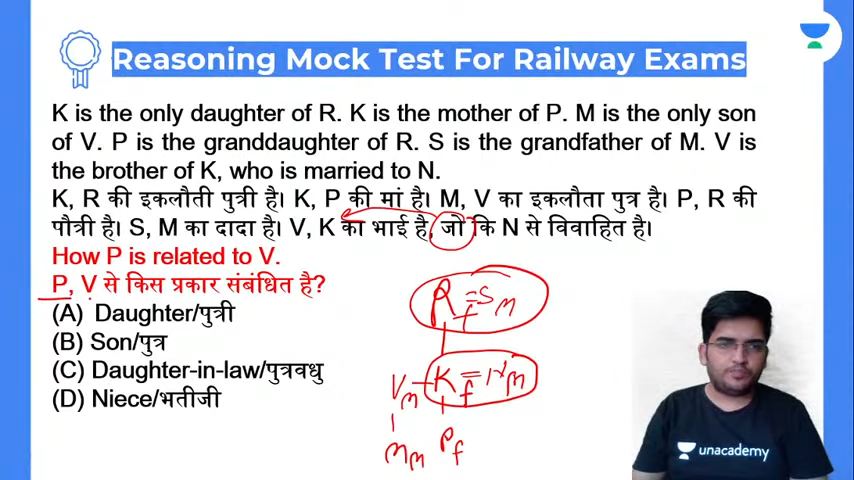 Reasoning Mock Test For Railway Exams
K is the only daughter of R. K is the mother of P. M is the only son
of V. P is the granddaughter of R. S is the grandfather of M. V is
the brother of K, who is married to N.
K, R की इकलौती पुत्री है। K, P की मां है। M, V का इकलौता पुत्र है। P, R की
पौत्री है। S, M का दादा है। V, K का भाई है, जो कि N से विवाहित है।
How P is related to V.
P, V से किस प्रकार संबंधित है?
(A) Daughter/पुत्री
(B) Son/पुत्र
(C) Daughter-in-law/पुत्रवधु
(D) Niece/भतीजी
R f = S m
V m - K f = N m
M m P f
unacademy